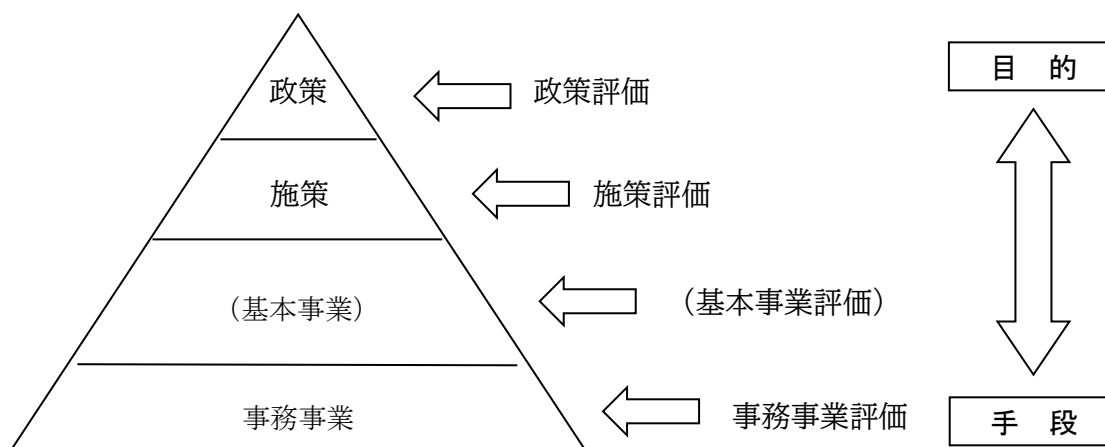 政策
政策評価
目 的
施策
施策評価
(基本事業)
(基本事業評価)
事務事業
事務事業評価
手 段